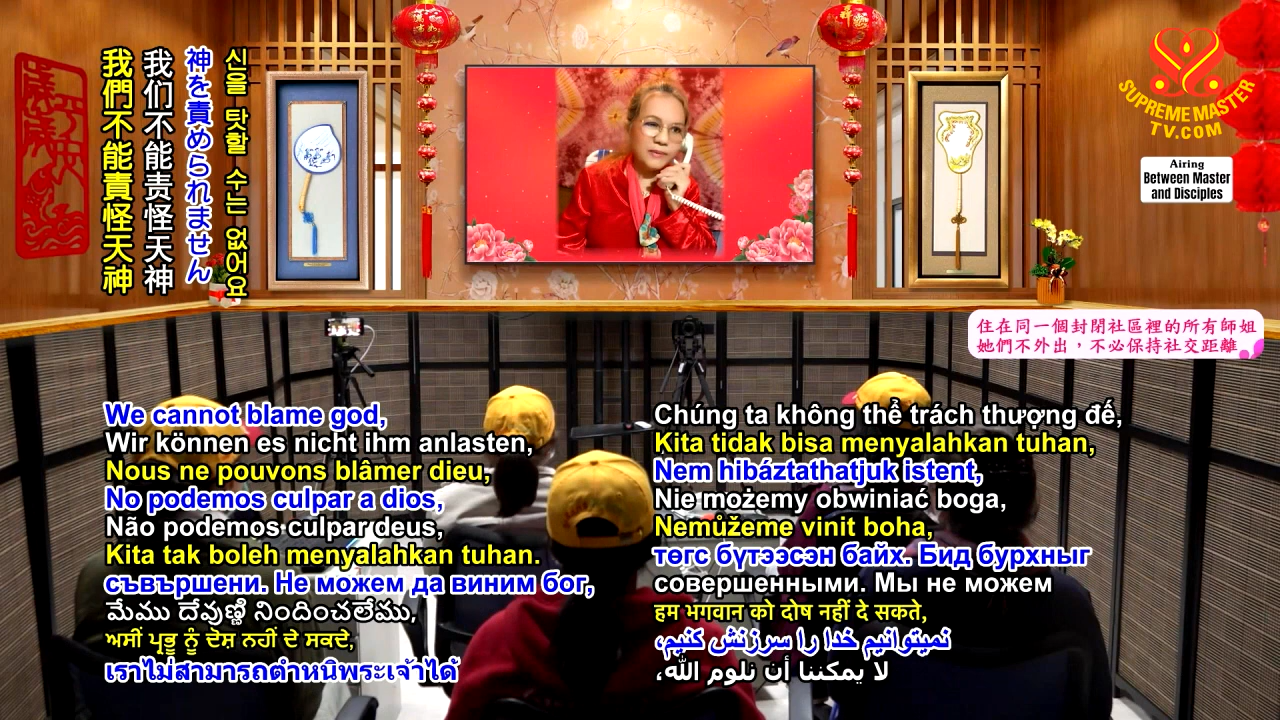 我們不能責怪天神
我们不能责怪天神
神を責められません
신을 탓할 수는 없어요
SUPREME MASTER
TV.COM
Airing
Between Master
and Disciples
住在同一個封閉社區裡的所有師姐
她們不外出，不必保持社交距離
We cannot blame god,
Wir können es nicht ihm anlasten,
Nous ne pouvons blâmer dieu,
No podemos culpar a dios,
Não podemos culpar deus,
Kita tak boleh menyalahkan tuhan.
съвършени. Не можем да виним бог,
మేము దేవుణ్ణి నిందించలేము,
ਅਸੀਂ ਪ੍ਰਭੂ ਨੂੰ ਦੋਸ਼ ਨਹੀਂ ਦੇ ਸਕਦੇ,
เราไม่สามารถตำหนิพระเจ้าได้
Chúng ta không thể trách thượng đế,
Kita tidak bisa menyalahkan tuhan,
Nem hibáztathatjuk istent,
Nie możemy obwiniać boga,
Nemůžeme vinit boha,
төгс бүтээсэн байх. Бид бурхныг
совершенными. Мы не можем
हम भगवान को दोष नहीं दे सकते,
نمیتوانیم خدا را سرزنش کنیم،
لا يمكننا أن نلوم الله،